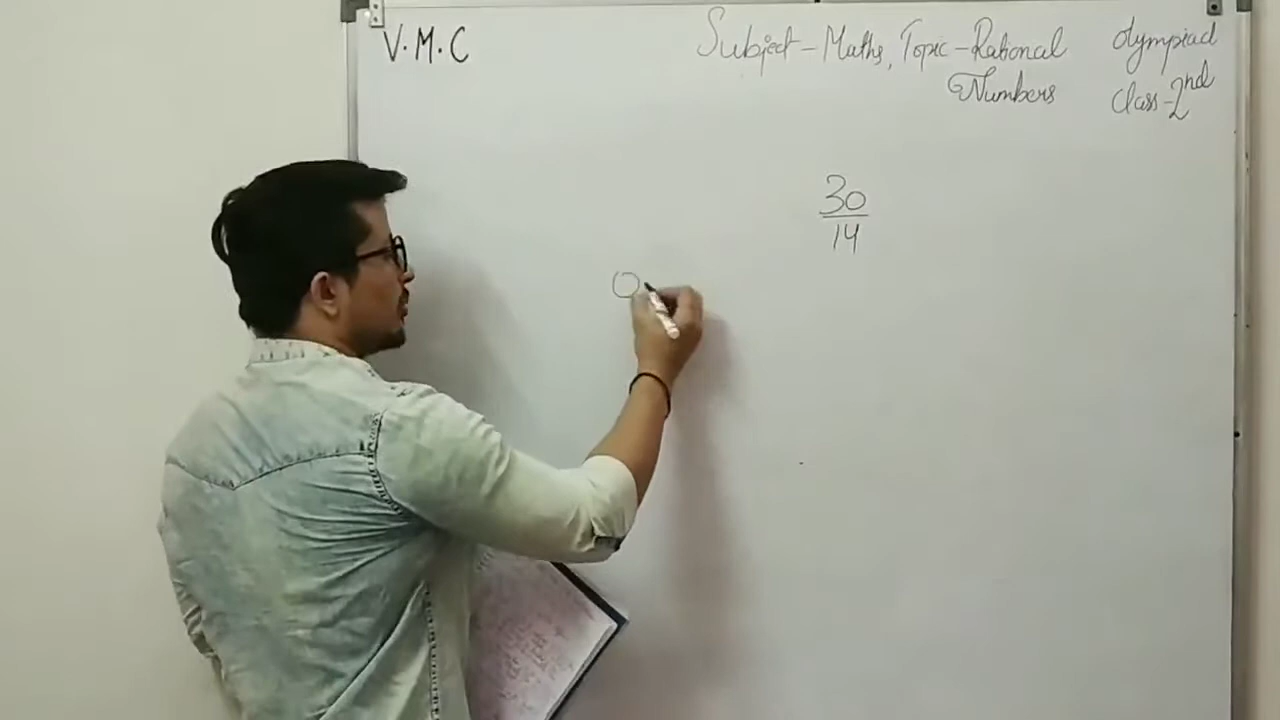 V.M.C
Subject - Maths, Topic - Rational
Numbers
Olympiad
Class - 2nd
30
14
O